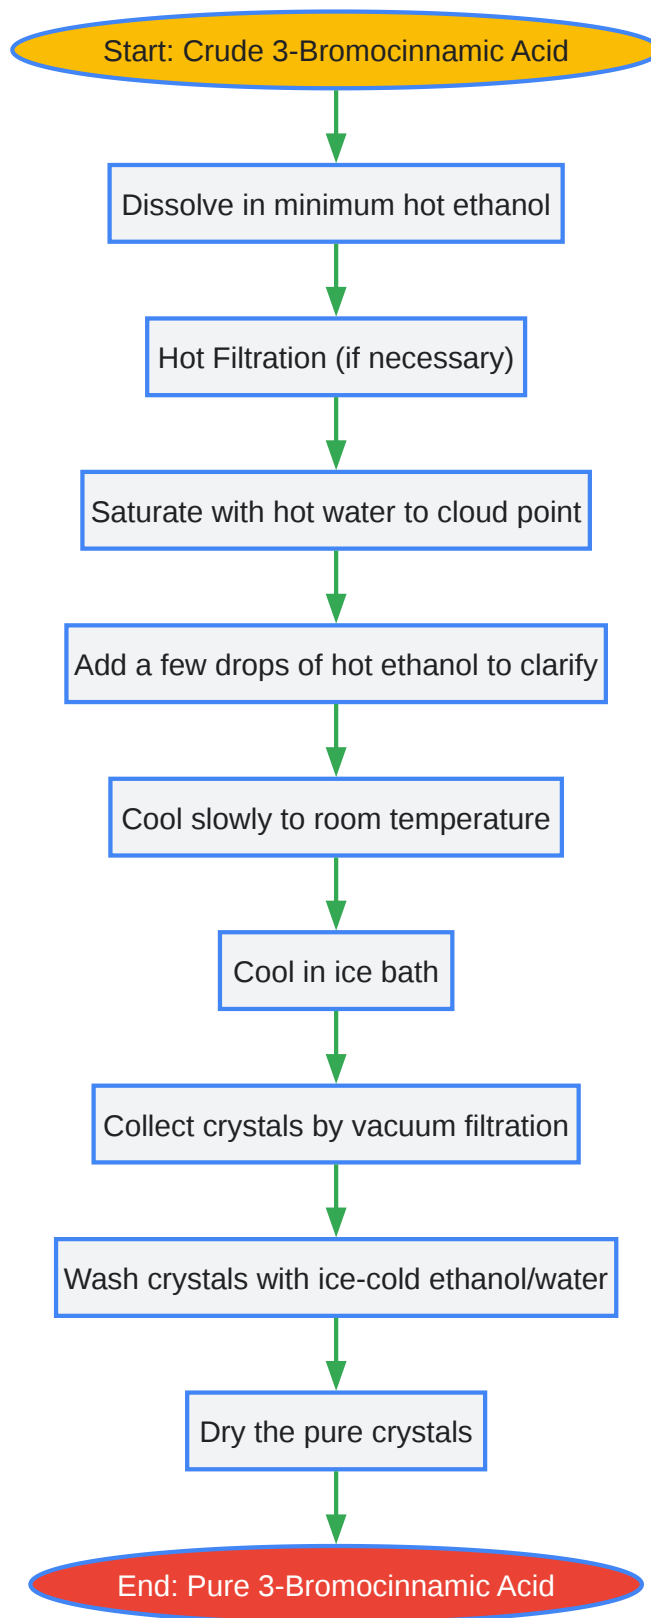 Start: Crude 3-Bromocinnamic Acid
Dissolve in minimum hot ethanol
Hot Filtration (if necessary)
Saturate with hot water to cloud point
Add a few drops of hot ethanol to clarify
Cool slowly to room temperature
Cool in ice bath
Collect crystals by vacuum filtration
Wash crystals with ice-cold ethanol/water
Dry the pure crystals
End: Pure 3-Bromocinnamic Acid